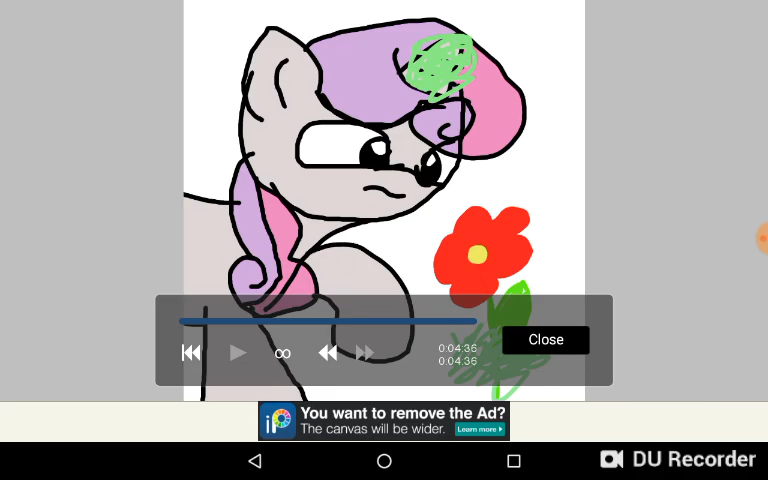 0:04:36
0:04:36
Close
You want to remove the Ad?
The canvas will be wider.
Learn more
iP
DU Recorder